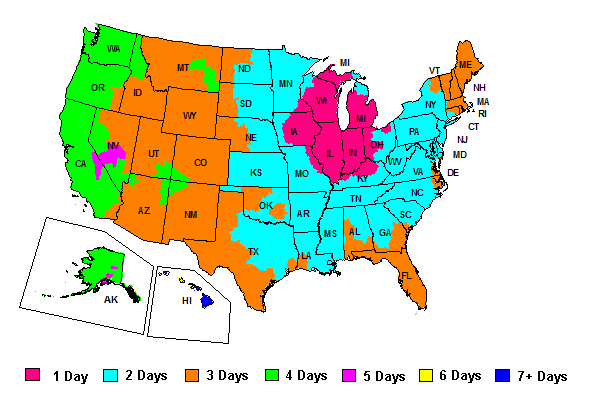 WA
MT
ND
MN
MI
VT
ME
OR
ID
SD
WI
NH
WY
MI
NY
MA
RI
NV
NE
IA
PA
CT
CA
UT
CO
IL
IN
OH
NJ
KS
MO
WV
MD
KY
VA
DE
AZ
NM
OK
AR
TN
NC
SC
MS
AL
GA
TX
LA
FL
AK
HI
1 Day 2 Days 3 Days 4 Days 5 Days 6 Days 7+ Days